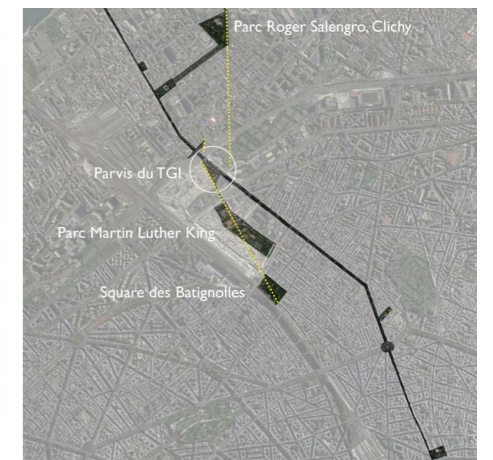 Parc Roger Salengro, Clichy
Parvis du TGI
Parc Martin Luther King
Square des Batignolles